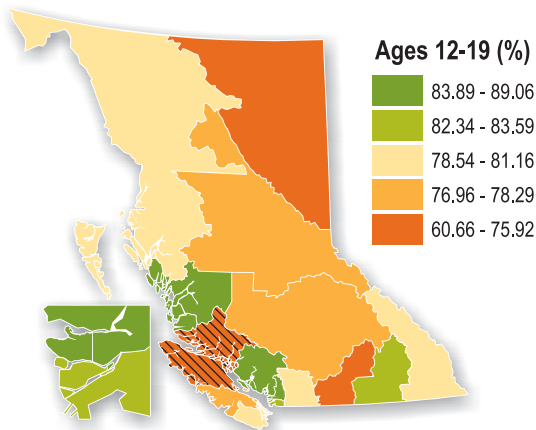 Ages 12-19 (%)
83.89 - 89.06
82.34 - 83.59
78.54 - 81.16
76.96 - 78.29
60.66 - 75.92